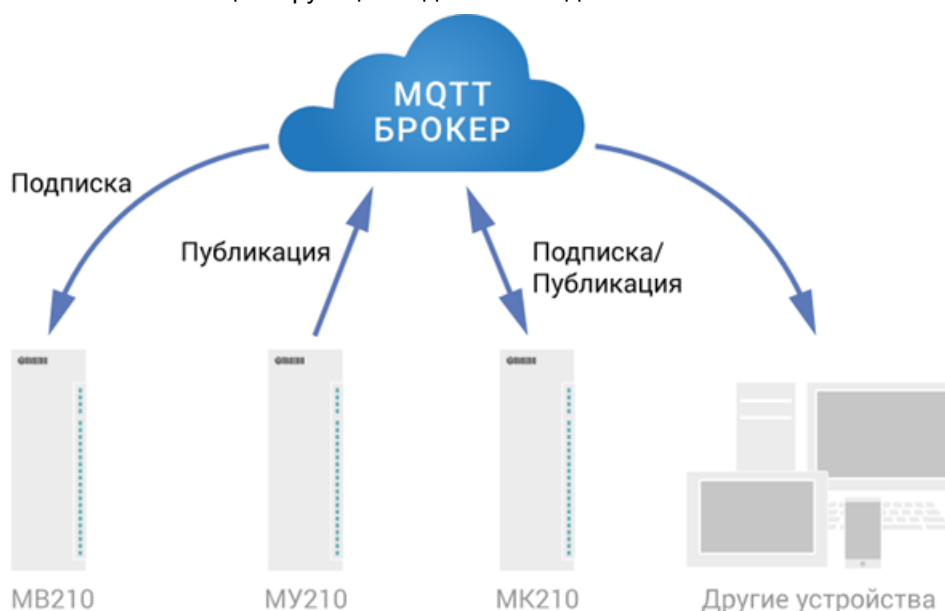 MQTT
БРОКЕР
Подписка
Публикация
Подписка/
Публикация
МВ210
МУ210
МК210
Другие устройства